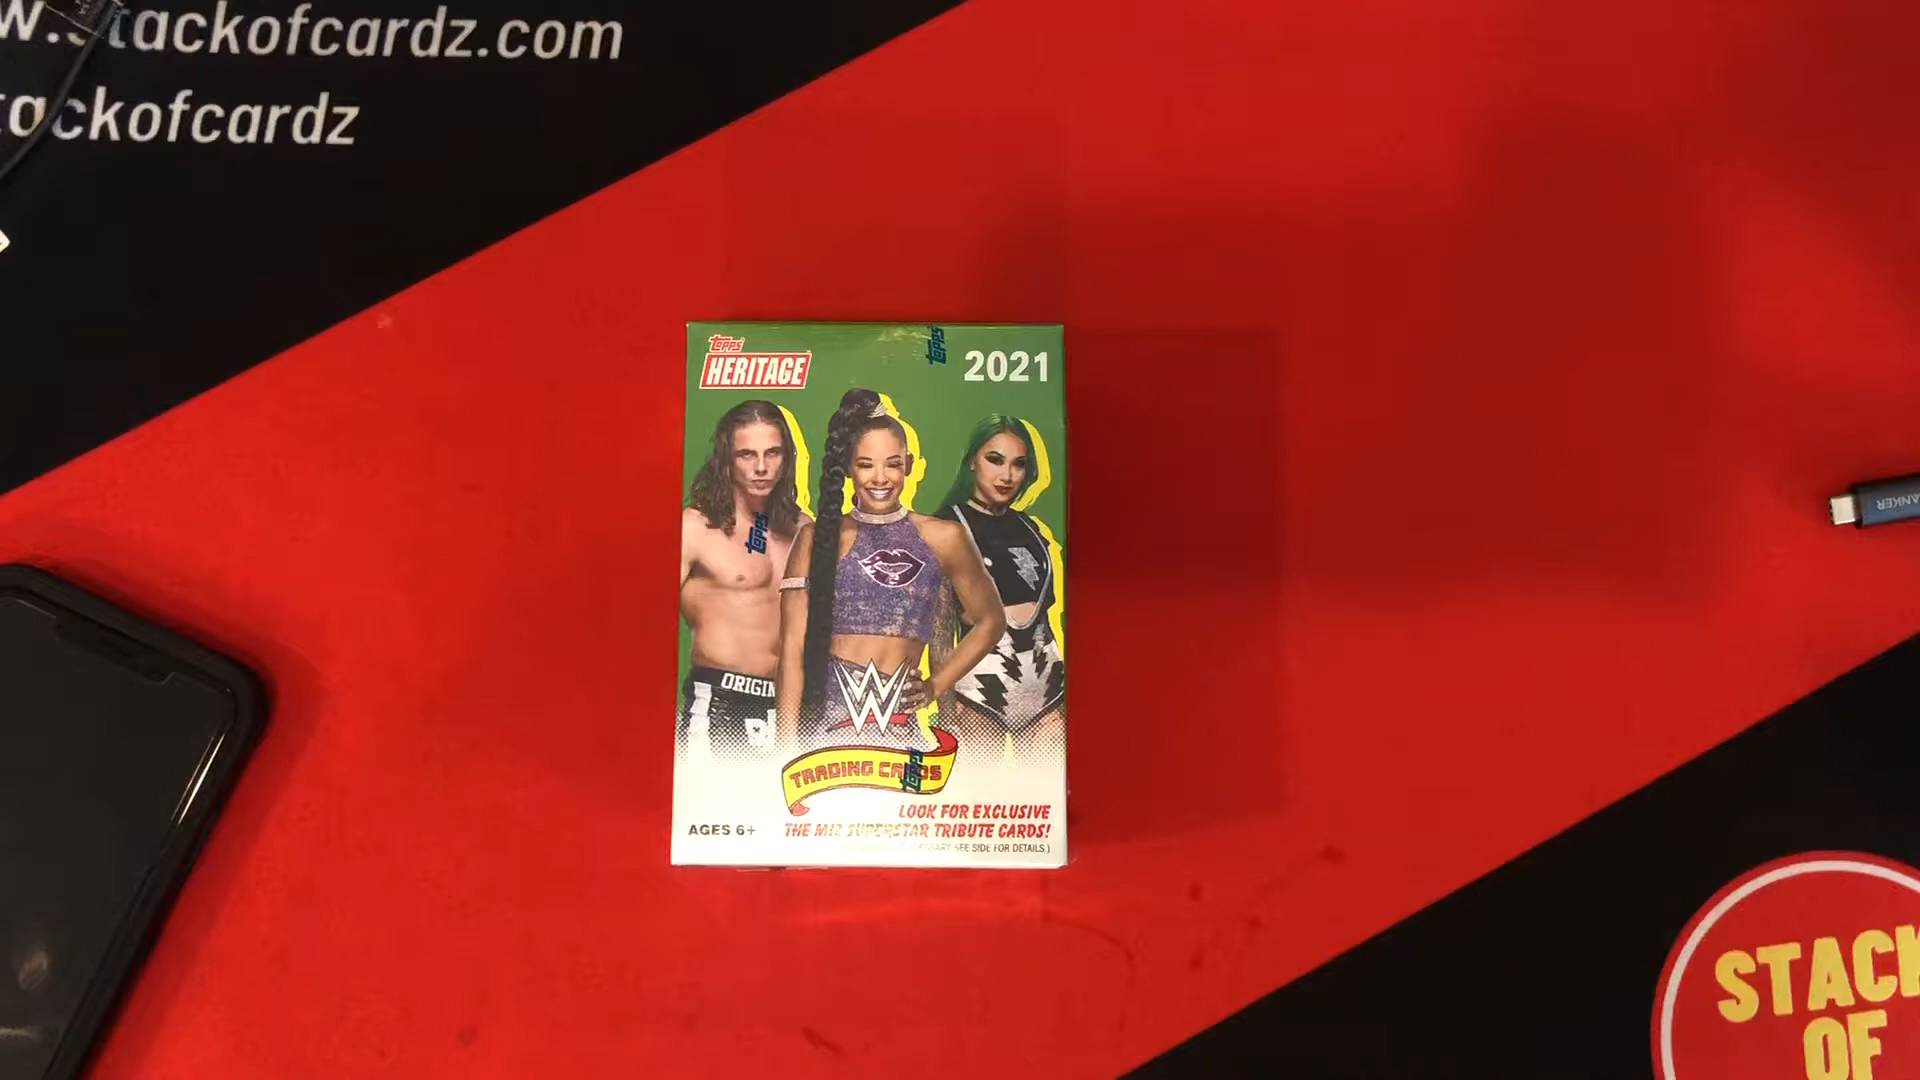 w.stackofcardz.com
tackofcardz
topps
HERITAGE
2021
topps
topps
ORIGIN
W
TRADING CARDS
topps
LOOK FOR EXCLUSIVE
AGES 6+
THE MIZ SUPERSTAR TRIBUTE CARDS!
SEE SIDE FOR DETAILS.)
ANKER
STACK
OF